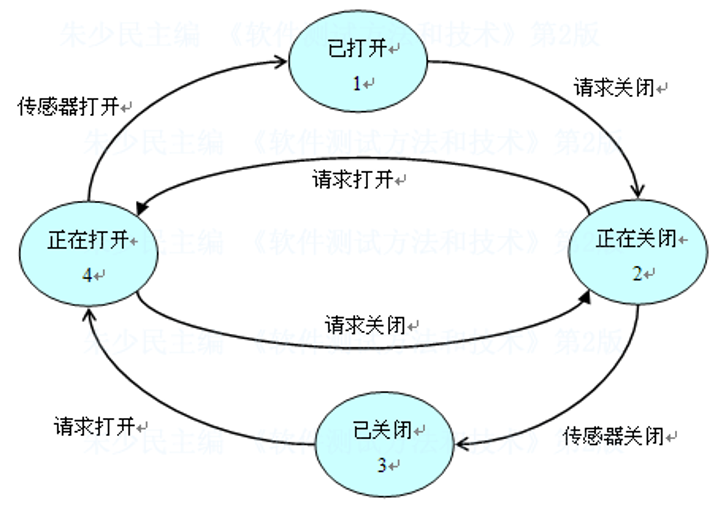 朱少民主编 《软件测试方法和技术》第2版
已打开↵
1↵
请求关闭↵
传感器打开↵
朱少民主编 《软件测试方法和技术》第2版
请求打开↵
正在打开↵
4↵
正在关闭↵
2↵
朱少民主编 《软件测试方法和技术》第2版
请求关闭↵
朱少民主编 《软件测试方法和技术》第2版
请求打开↵
已关闭↵
3↵
传感器关闭↵
朱少民主编 《软件测试方法和技术》第2版